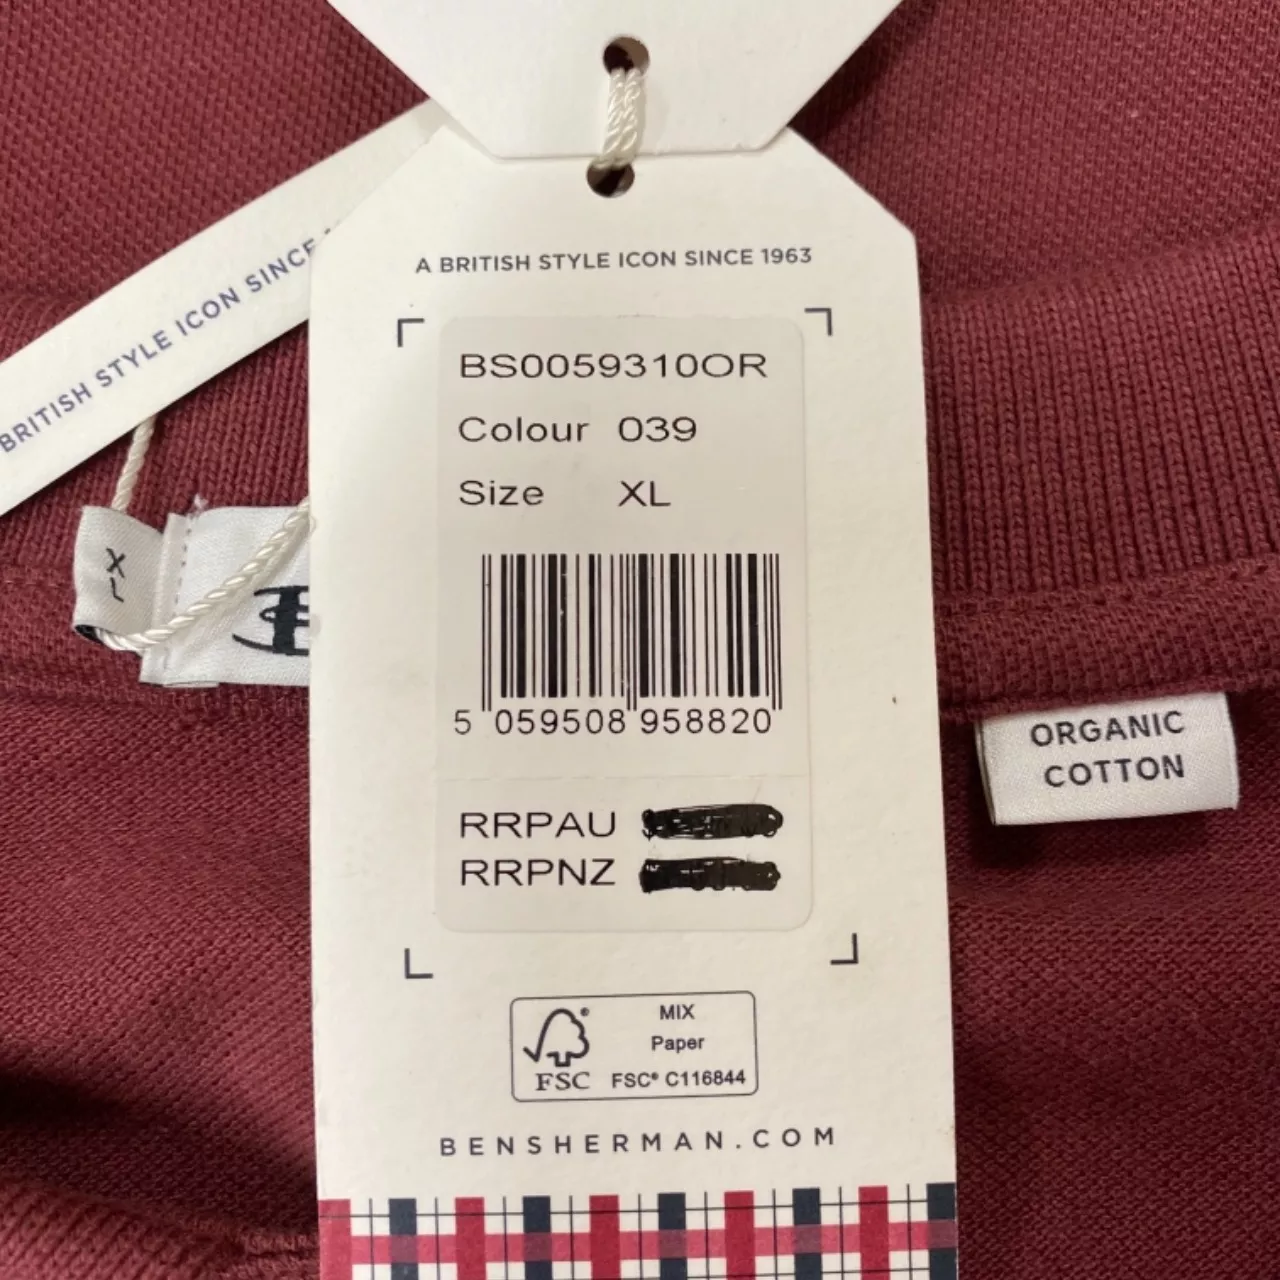 A BRITISH STYLE ICON SINCE 1963
BS0059310OR
Colour 039
Size XL
5 059508 958820
RRPAU
RRPNZ
MIX
Paper
FSC® C116844
FSC
BENSHERMAN.COM
BRITISH STYLE ICON SINCE
XL
ORGANIC
COTTON